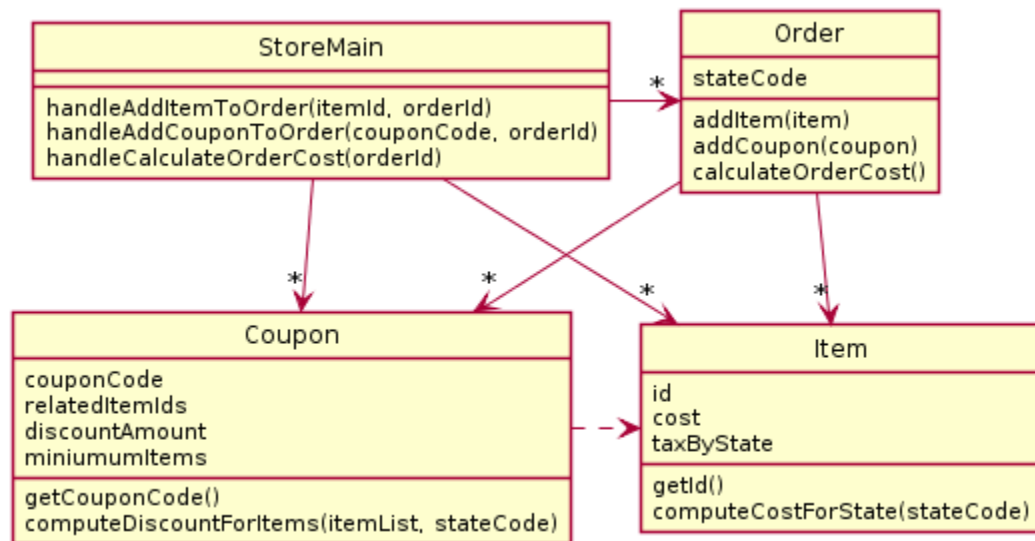 StoreMain
handleAddItemToOrder(itemId, orderId)
handleAddCouponToOrder(couponCode, orderId)
handleCalculateOrderCost(orderId)
*
Order
stateCode
addItem(item)
addCoupon(coupon)
calculateOrderCost()
*
*
*
*
Coupon
couponCode
relatedItemIds
discountAmount
miniumumItems
getCouponCode()
computeDiscountForItems(itemList, stateCode)
Item
id
cost
taxByState
getId()
computeCostForState(stateCode)